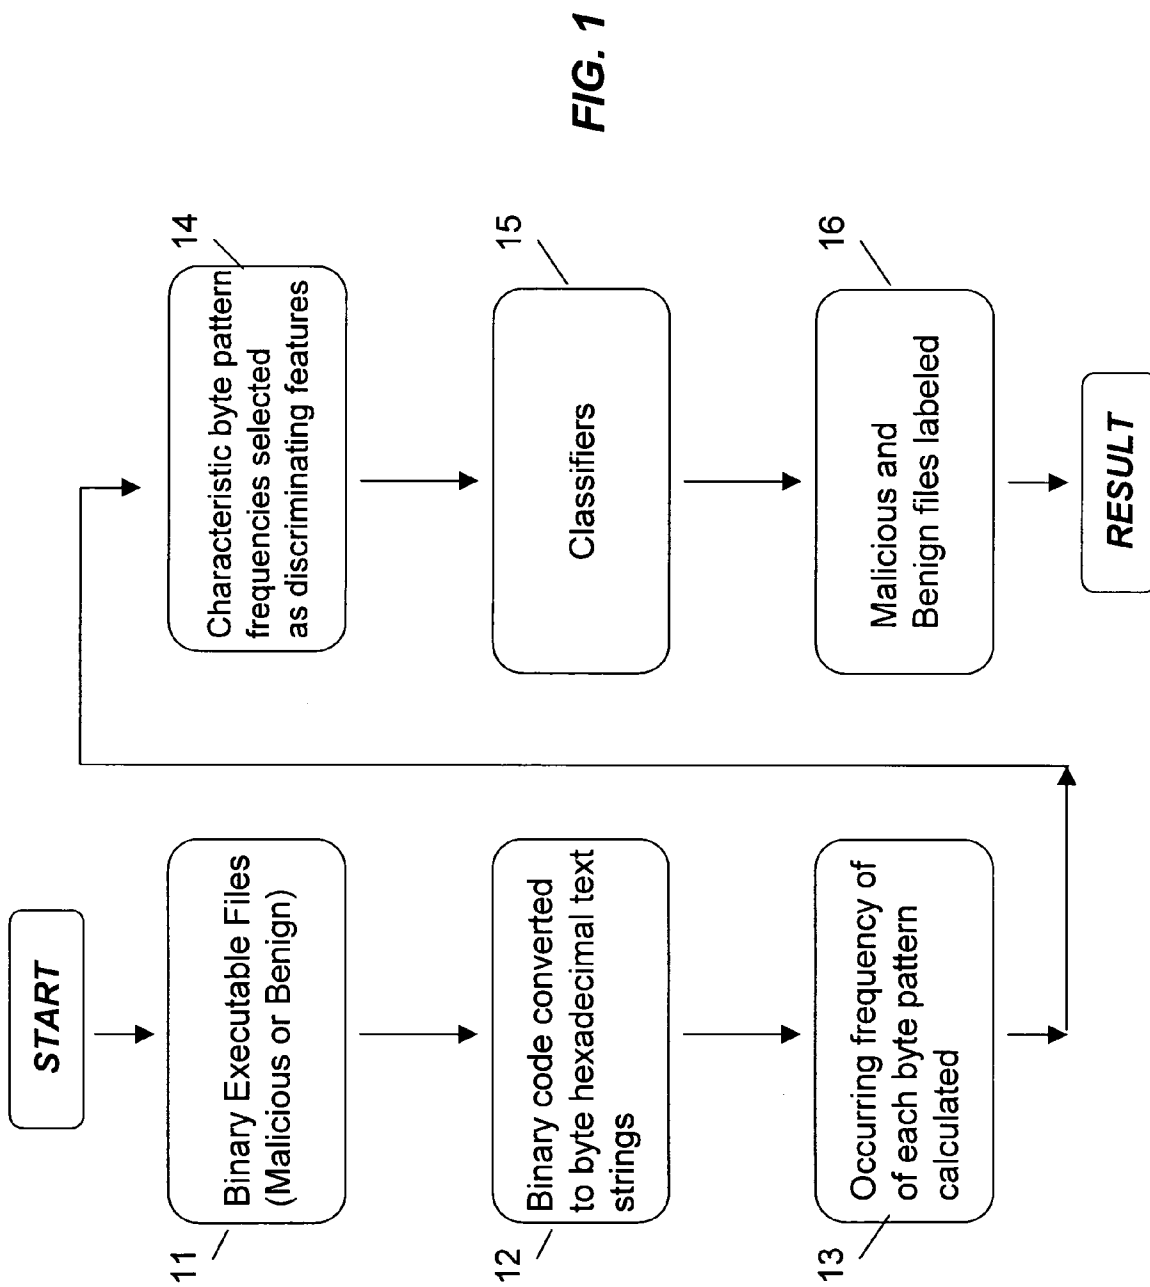 START
11
Binary Executable Files
(Malicious or Benign)
12
Binary code converted
to byte hexadecimal text
strings
13
Occurring frequency of
of each byte pattern
calculated
14
Characteristic byte pattern
frequencies selected
as discriminating features
15
Classifiers
16
Malicious and
Benign files labeled
RESULT
FIG. 1